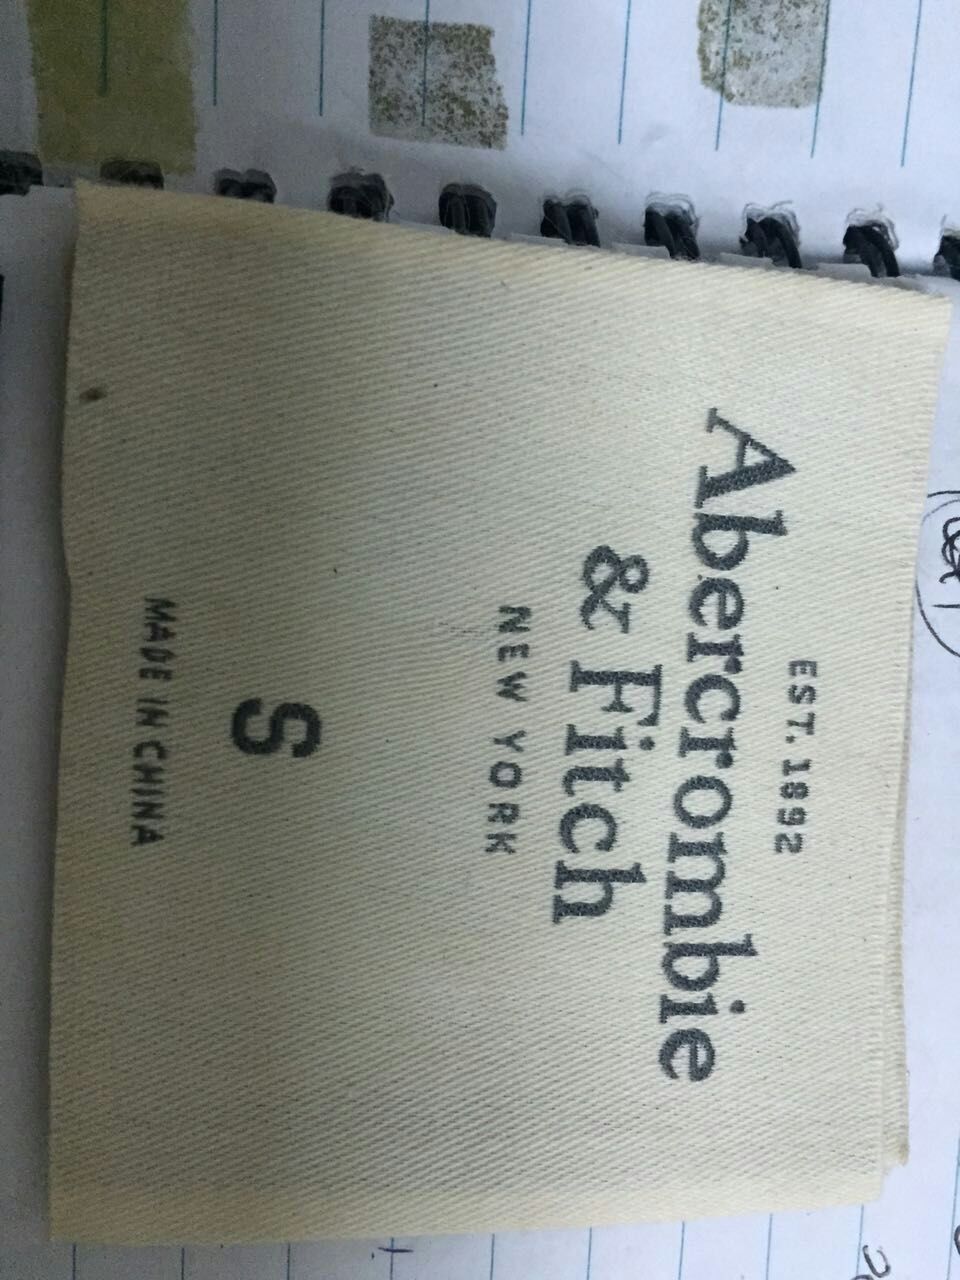 EST. 1892
Abercrombie
& Fitch
NEW YORK
S
MADE IN CHINA